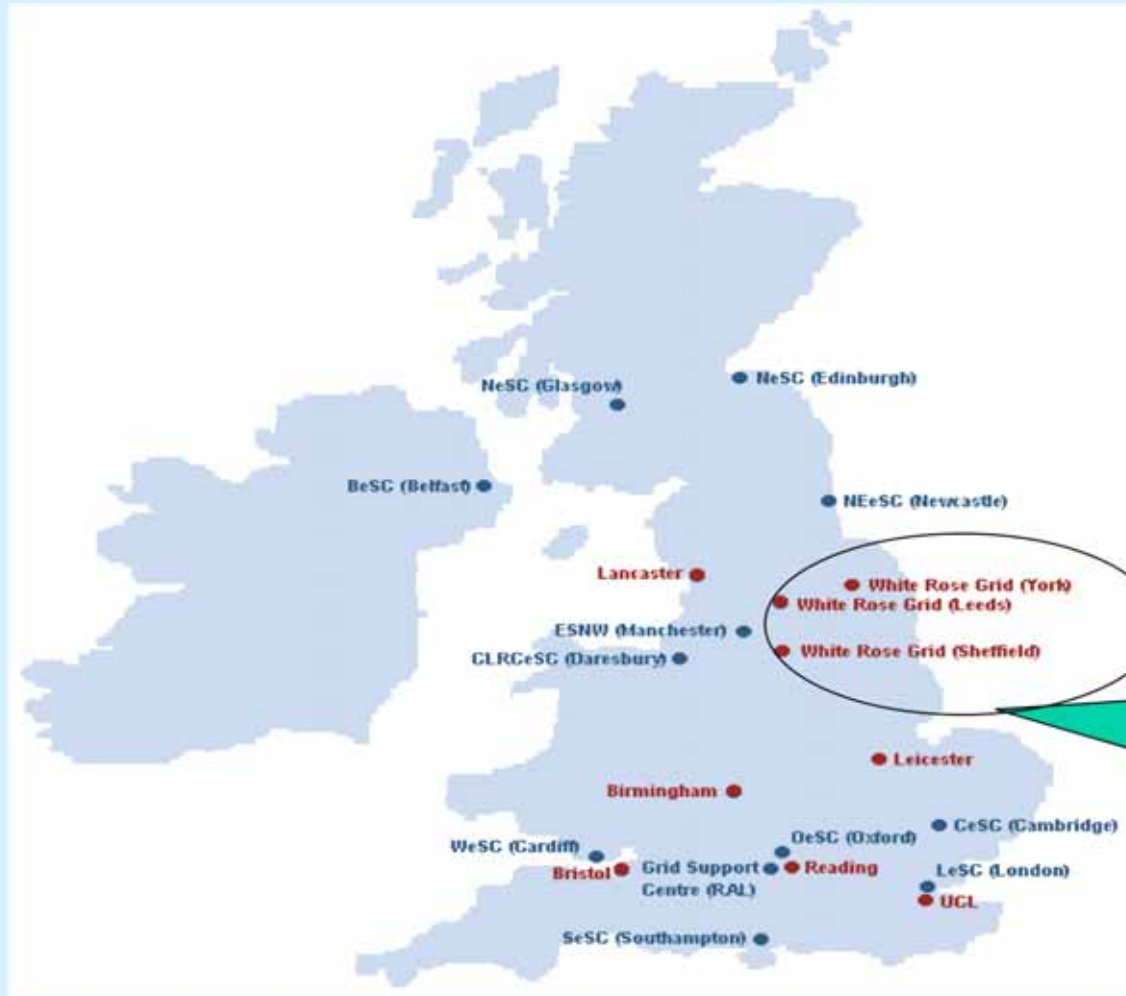 NeSC (Edinburgh)
NeSC (Glasgow)
BeSC (Belfast)
NEeSC (Newcastle)
Lancaster
White Rose Grid (York)
White Rose Grid (Leeds)
ESNW (Manchester)
White Rose Grid (Sheffield)
CLRCeSC (Daresbury)
Leicester
Birmingham
CeSC (Cambridge)
OeSC (Oxford)
WeSC (Cardiff)
Bristol
Grid Support
Centre (RAL)
Reading
LeSC (London)
UCL
SeSC (Southampton)